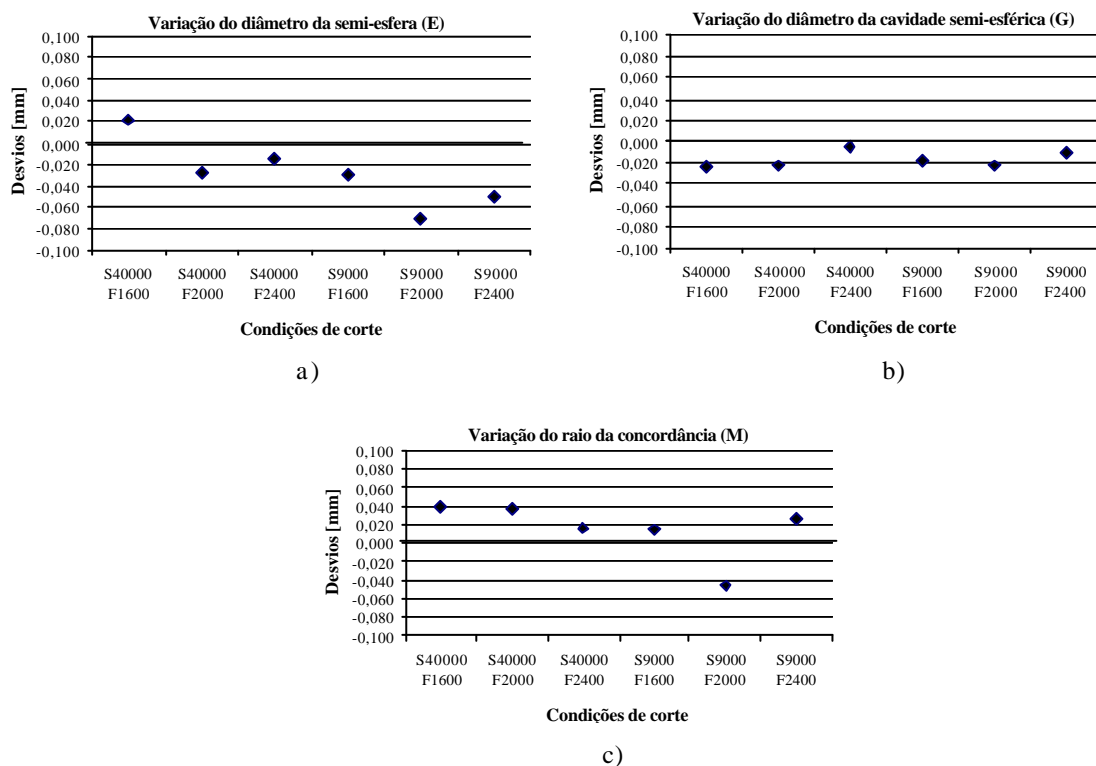 Variação do diâmetro da semi-esfera (E)
Desvios [mm]
0,100
0,080
0,060
0,040
0,020
0,000
-0,020
-0,040
-0,060
-0,080
-0,100
S40000 S40000 S40000 S9000 S9000 S9000
F1600 F2000 F2400 F1600 F2000 F2400
Condições de corte
a)
Variação do diâmetro da cavidade semi-esférica (G)
Desvios [mm]
0,100
0,080
0,060
0,040
0,020
0,000
-0,020
-0,040
-0,060
-0,080
-0,100
S40000 S40000 S40000 S9000 S9000 S9000
F1600 F2000 F2400 F1600 F2000 F2400
Condições de corte
b)
Variação do raio da concordância (M)
Desvios [mm]
0,100
0,080
0,060
0,040
0,020
0,000
-0,020
-0,040
-0,060
-0,080
-0,100
S40000 S40000 S40000 S9000 S9000 S9000
F1600 F2000 F2400 F1600 F2000 F2400
Condições de corte
c)